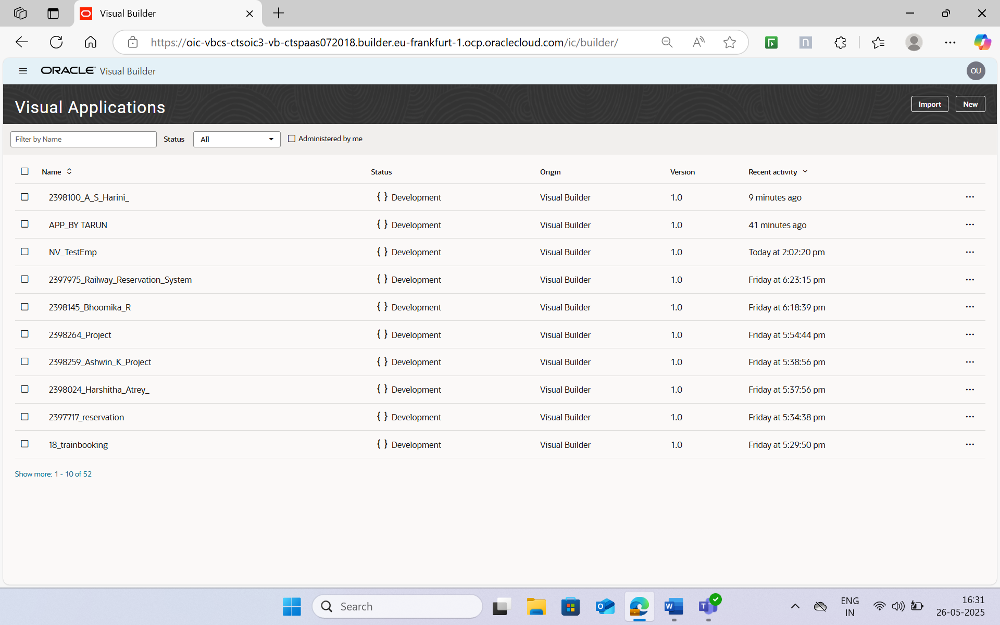 Visual Builder
https://oic-vbcs-ctsoic3-vb-ctspaas072018.builder.eu-frankfurt-1.ocp.oraclecloud.com/ic/builder/
ORACLE Visual Builder
OU
Visual Applications
Import
New
Filter by Name
Status
All
Administered by me
Name Status Origin Version Recent activity
2398100_A_S_Harini_ { } Development Visual Builder 1.0 9 minutes ago ...
APP_BY TARUN { } Development Visual Builder 1.0 41 minutes ago ...
NV_TestEmp { } Development Visual Builder 1.0 Today at 2:02:20 pm ...
2397975_Railway_Reservation_System { } Development Visual Builder 1.0 Friday at 6:23:15 pm ...
2398145_Bhoomika_R { } Development Visual Builder 1.0 Friday at 6:18:39 pm ...
2398264_Project { } Development Visual Builder 1.0 Friday at 5:54:44 pm ...
2398259_Ashwin_K_Project { } Development Visual Builder 1.0 Friday at 5:38:56 pm ...
2398024_Harshitha_Atrey_ { } Development Visual Builder 1.0 Friday at 5:37:56 pm ...
2397717_reservation { } Development Visual Builder 1.0 Friday at 5:34:38 pm ...
18_trainbooking { } Development Visual Builder 1.0 Friday at 5:29:50 pm ...
Show more: 1 - 10 of 52
Search
ENG
IN
16:31
26-05-2025